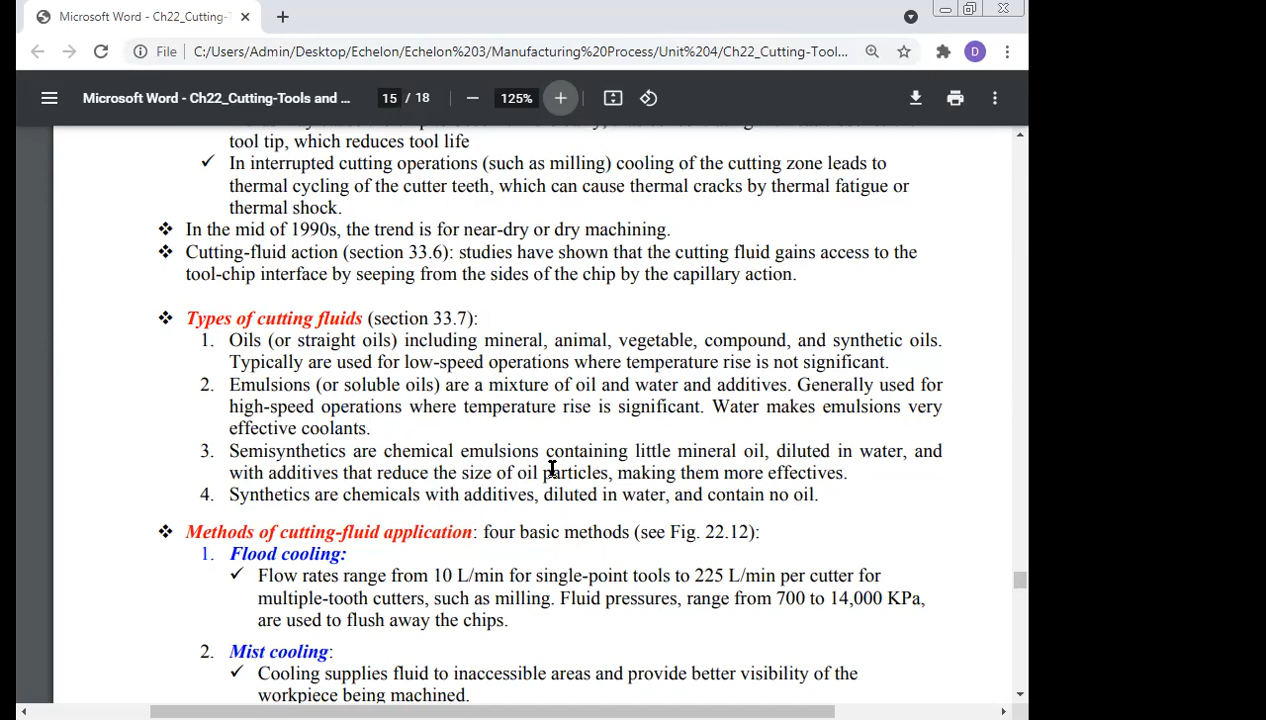 Microsoft Word - Ch22_Cutting-T
File C:/Users/Admin/Desktop/Echelon/Echelon%203/Manufacturing%20Process/Unit%204/Ch22_Cutting-Tool... D
Microsoft Word - Ch22_Cutting-Tools and ... 15 / 18 125%
tool tip, which reduces tool life
✓ In interrupted cutting operations (such as milling) cooling of the cutting zone leads to
thermal cycling of the cutter teeth, which can cause thermal cracks by thermal fatigue or
thermal shock.
❖ In the mid of 1990s, the trend is for near-dry or dry machining.
❖ Cutting-fluid action (section 33.6): studies have shown that the cutting fluid gains access to the
tool-chip interface by seeping from the sides of the chip by the capillary action.
❖ Types of cutting fluids (section 33.7):
1. Oils (or straight oils) including mineral, animal, vegetable, compound, and synthetic oils.
Typically are used for low-speed operations where temperature rise is not significant.
2. Emulsions (or soluble oils) are a mixture of oil and water and additives. Generally used for
high-speed operations where temperature rise is significant. Water makes emulsions very
effective coolants.
3. Semisynthetics are chemical emulsions containing little mineral oil, diluted in water, and
with additives that reduce the size of oil particles, making them more effectives.
4. Synthetics are chemicals with additives, diluted in water, and contain no oil.
❖ Methods of cutting-fluid application: four basic methods (see Fig. 22.12):
1. Flood cooling:
✓ Flow rates range from 10 L/min for single-point tools to 225 L/min per cutter for
multiple-tooth cutters, such as milling. Fluid pressures, range from 700 to 14,000 KPa,
are used to flush away the chips.
2. Mist cooling:
✓ Cooling supplies fluid to inaccessible areas and provide better visibility of the
workpiece being machined.